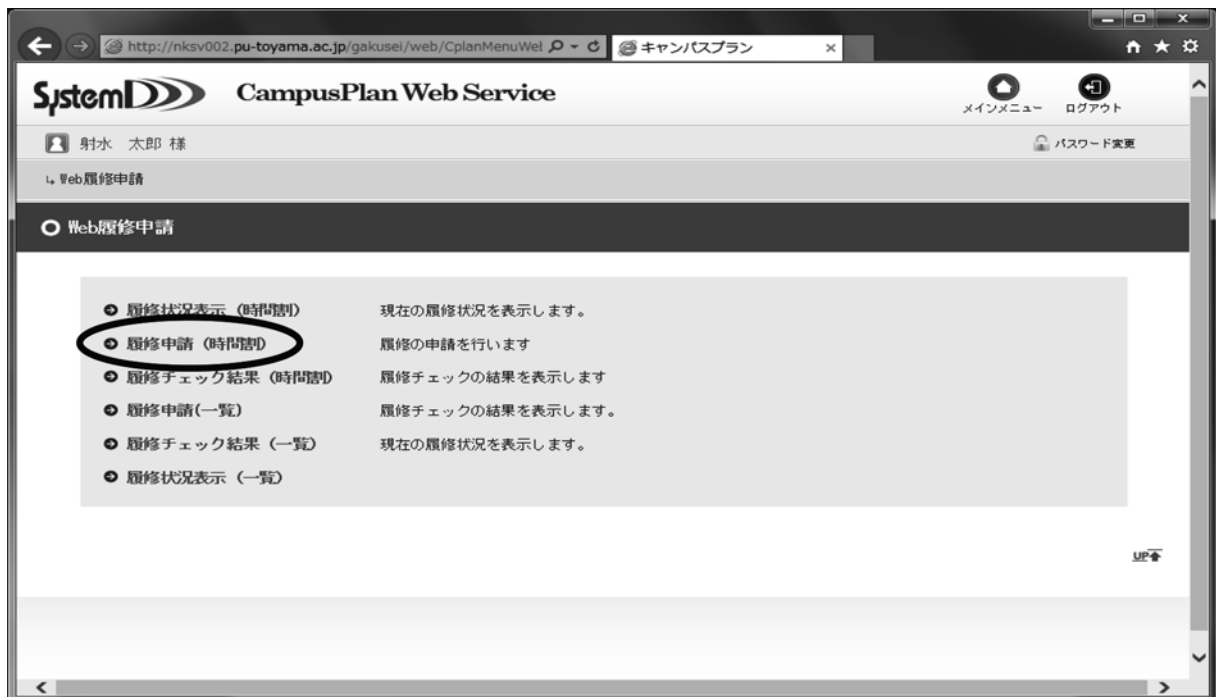 http://nksv002.pu-toyama.ac.jp/gakusei/web/CplanMenuWel
キャンパスプラン
SystemD
CampusPlan Web Service
メインメニュー
ログアウト
射水 太郎 様
パスワード変更
Web履修申請
Web履修申請
履修状況表示（時間割） 現在の履修状況を表示します。
履修申請（時間割） 履修の申請を行います
履修チェック結果（時間割） 履修チェックの結果を表示します
履修申請(一覧) 履修チェックの結果を表示します。
履修チェック結果（一覧） 現在の履修状況を表示します。
履修状況表示（一覧）
UP